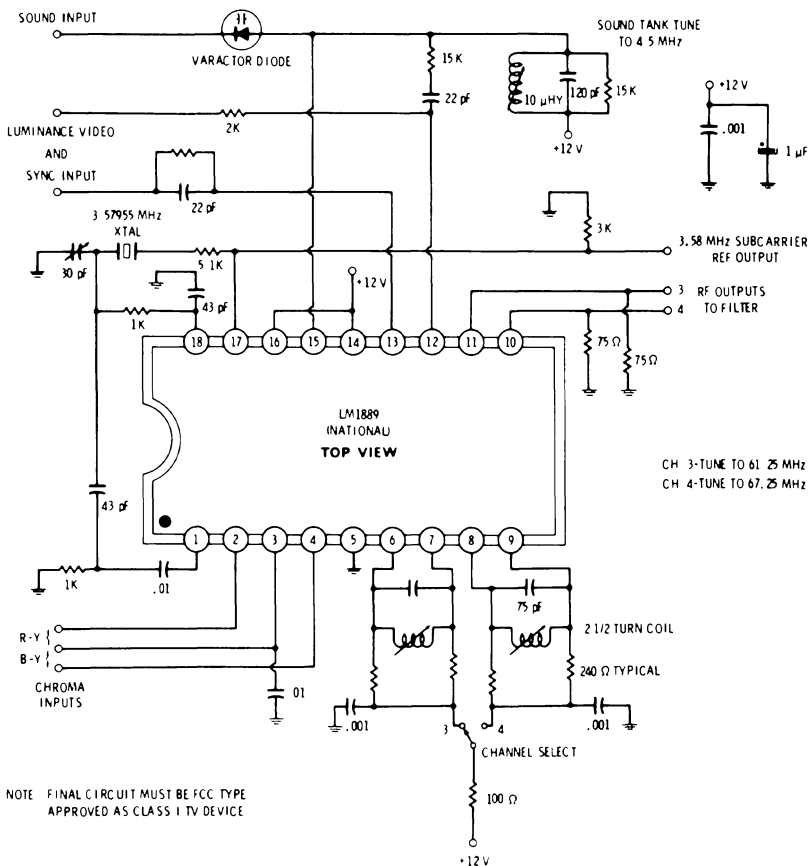 SOUND INPUT
VARACTOR DIODE
SOUND TANK TUNE
TO 4 5 MHz
15 K
22 pF
10 μHY
120 pF
15K
+12 V
+12 V
.001
1 μF
LUMINANCE VIDEO
AND
SYNC INPUT
2K
22 pF
3 57955 MHz
XTAL
30 pF
5 1K
3K
3.58 MHz SUBCARRIER
REF OUTPUT
43 pF
1K
+12 V
3 RF OUTPUTS
4 TO FILTER
75 Ω
75 Ω
18 17 16 15 14 13 12 11 10
LM1889
(NATIONAL)
TOP VIEW
CH 3-TUNE TO 61 25 MHz
CH 4-TUNE TO 67.25 MHz
43 pF
1 2 3 4 5 6 7 8 9
1K
.01
R-Y {
B-Y {
CHROMA
INPUTS
01
75 pF
2 1/2 TURN COIL
240 Ω TYPICAL
.001
3 4
.001
CHANNEL SELECT
100 Ω
+12 V
NOTE FINAL CIRCUIT MUST BE FCC TYPE
APPROVED AS CLASS I TV DEVICE